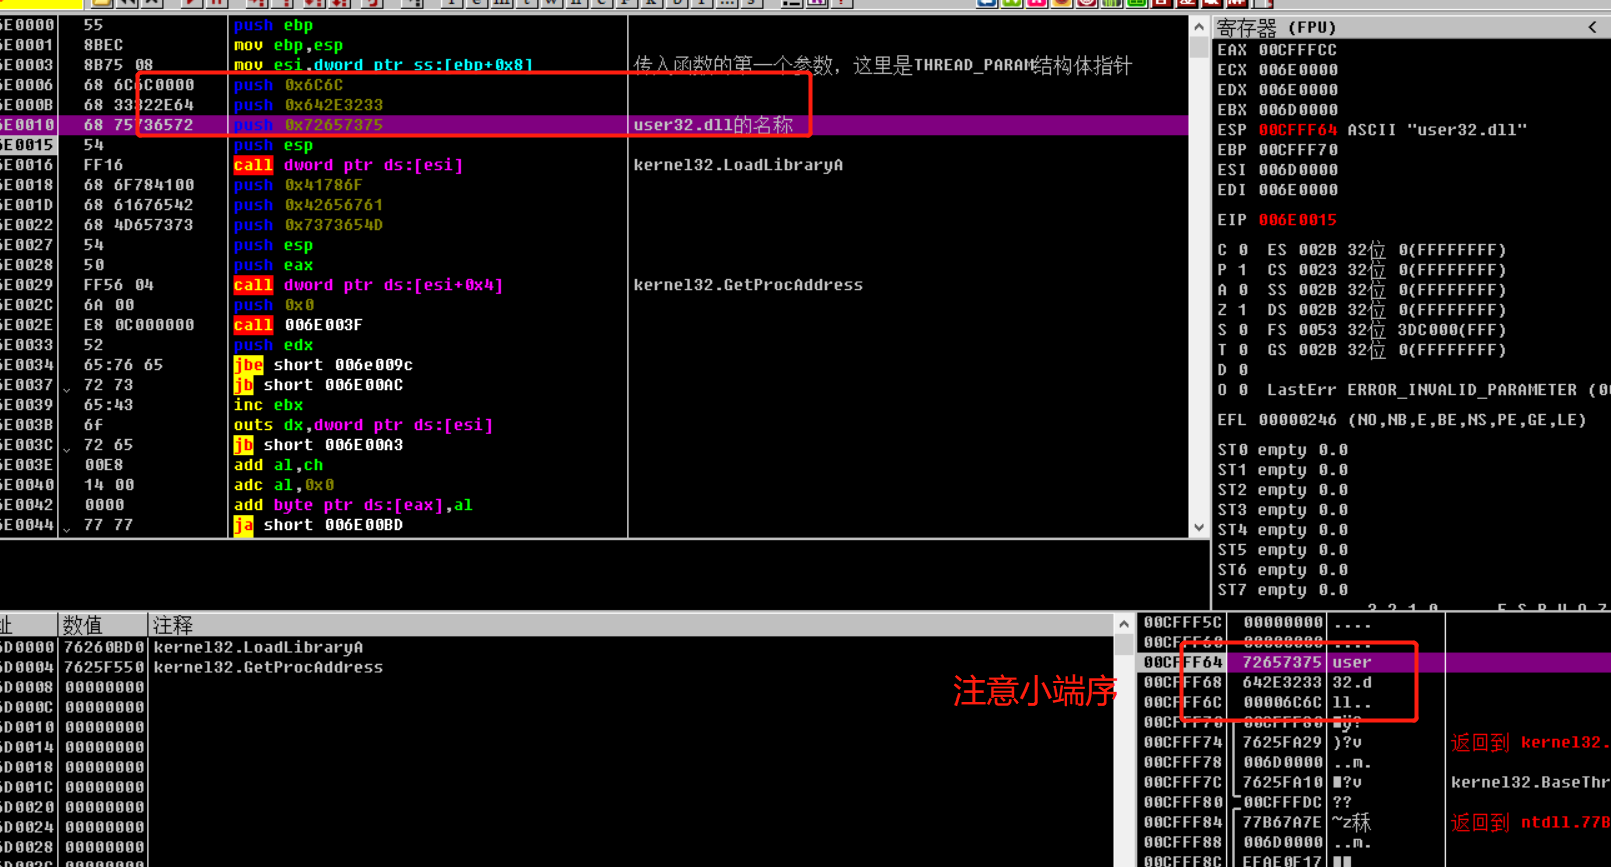 6E0000 55 push ebp
6E0001 8BEC mov ebp,esp
6E0003 8B75 08 mov esi,dword ptr ss:[ebp+0x8] 传入函数的第一个参数，这里是THREAD_PARAM结构体指针
6E0006 68 6C6C0000 push 0x6C6C
6E000B 68 33322E64 push 0x642E3233
6E0010 68 75736572 push 0x72657375 user32.dll的名称
6E0015 54 push esp
6E0016 FF16 call dword ptr ds:[esi] kernel32.LoadLibraryA
6E0018 68 6F784100 push 0x41786F
6E001D 68 61676542 push 0x42656761
6E0022 68 4D657373 push 0x7373654D
6E0027 54 push esp
6E0028 50 push eax
6E0029 FF56 04 call dword ptr ds:[esi+0x4] kernel32.GetProcAddress
6E002C 6A 00 push 0x0
6E002E E8 0C000000 call 006E003F
6E0033 52 push edx
6E0034 65:76 65 jbe short 006e009c
6E0037 72 73 jb short 006E00AC
6E0039 65:43 inc ebx
6E003B 6f outs dx,dword ptr ds:[esi]
6E003C 72 65 jb short 006E00A3
6E003E 00E8 add al,ch
6E0040 14 00 adc al,0x0
6E0042 0000 add byte ptr ds:[eax],al
6E0044 77 77 ja short 006E00BD
寄存器 (FPU) <
EAX 00CFFFCC
ECX 006E0000
EDX 006E0000
EBX 006D0000
ESP 00CFFF64 ASCII "user32.dll"
EBP 00CFFF70
ESI 006D0000
EDI 006E0000
EIP 006E0015
C 0 ES 002B 32位 0(FFFFFFFF)
P 1 CS 0023 32位 0(FFFFFFFF)
A 0 SS 002B 32位 0(FFFFFFFF)
Z 1 DS 002B 32位 0(FFFFFFFF)
S 0 FS 0053 32位 3DC000(FFF)
T 0 GS 002B 32位 0(FFFFFFFF)
D 0
O 0 LastErr ERROR_INVALID_PARAMETER (00
EFL 00000246 (NO,NB,E,BE,NS,PE,GE,LE)
ST0 empty 0.0
ST1 empty 0.0
ST2 empty 0.0
ST3 empty 0.0
ST4 empty 0.0
ST5 empty 0.0
ST6 empty 0.0
ST7 empty 0.0
3 2 1 0 E S P U O Z
址 数值 注释
6D0000 76260BD0 kernel32.LoadLibraryA
6D0004 7625F550 kernel32.GetProcAddress
6D0008 00000000
6D000C 00000000
6D0010 00000000
6D0014 00000000
6D0018 00000000
6D001C 00000000
6D0020 00000000
6D0024 00000000
6D0028 00000000
6D002C 00000000
注意小端序
00CFFF5C 00000000 ....
00CFFF60 00000000 ....
00CFFF64 72657375 user
00CFFF68 642E3233 32.d
00CFFF6C 00006C6C ll..
00CFFF70 00CFFF80
00CFFF74 7625FA29 )?v 返回到 kernel32.
00CFFF78 006D0000 ..m.
00CFFF7C 7625FA10 ■?v kernel32.BaseThr
00CFFF80 00CFFFDC ??
00CFFF84 77B67A7E ~z秝 返回到 ntdll.77B
00CFFF88 006D0000 ..m.
00CFFF8C EFAE0F17